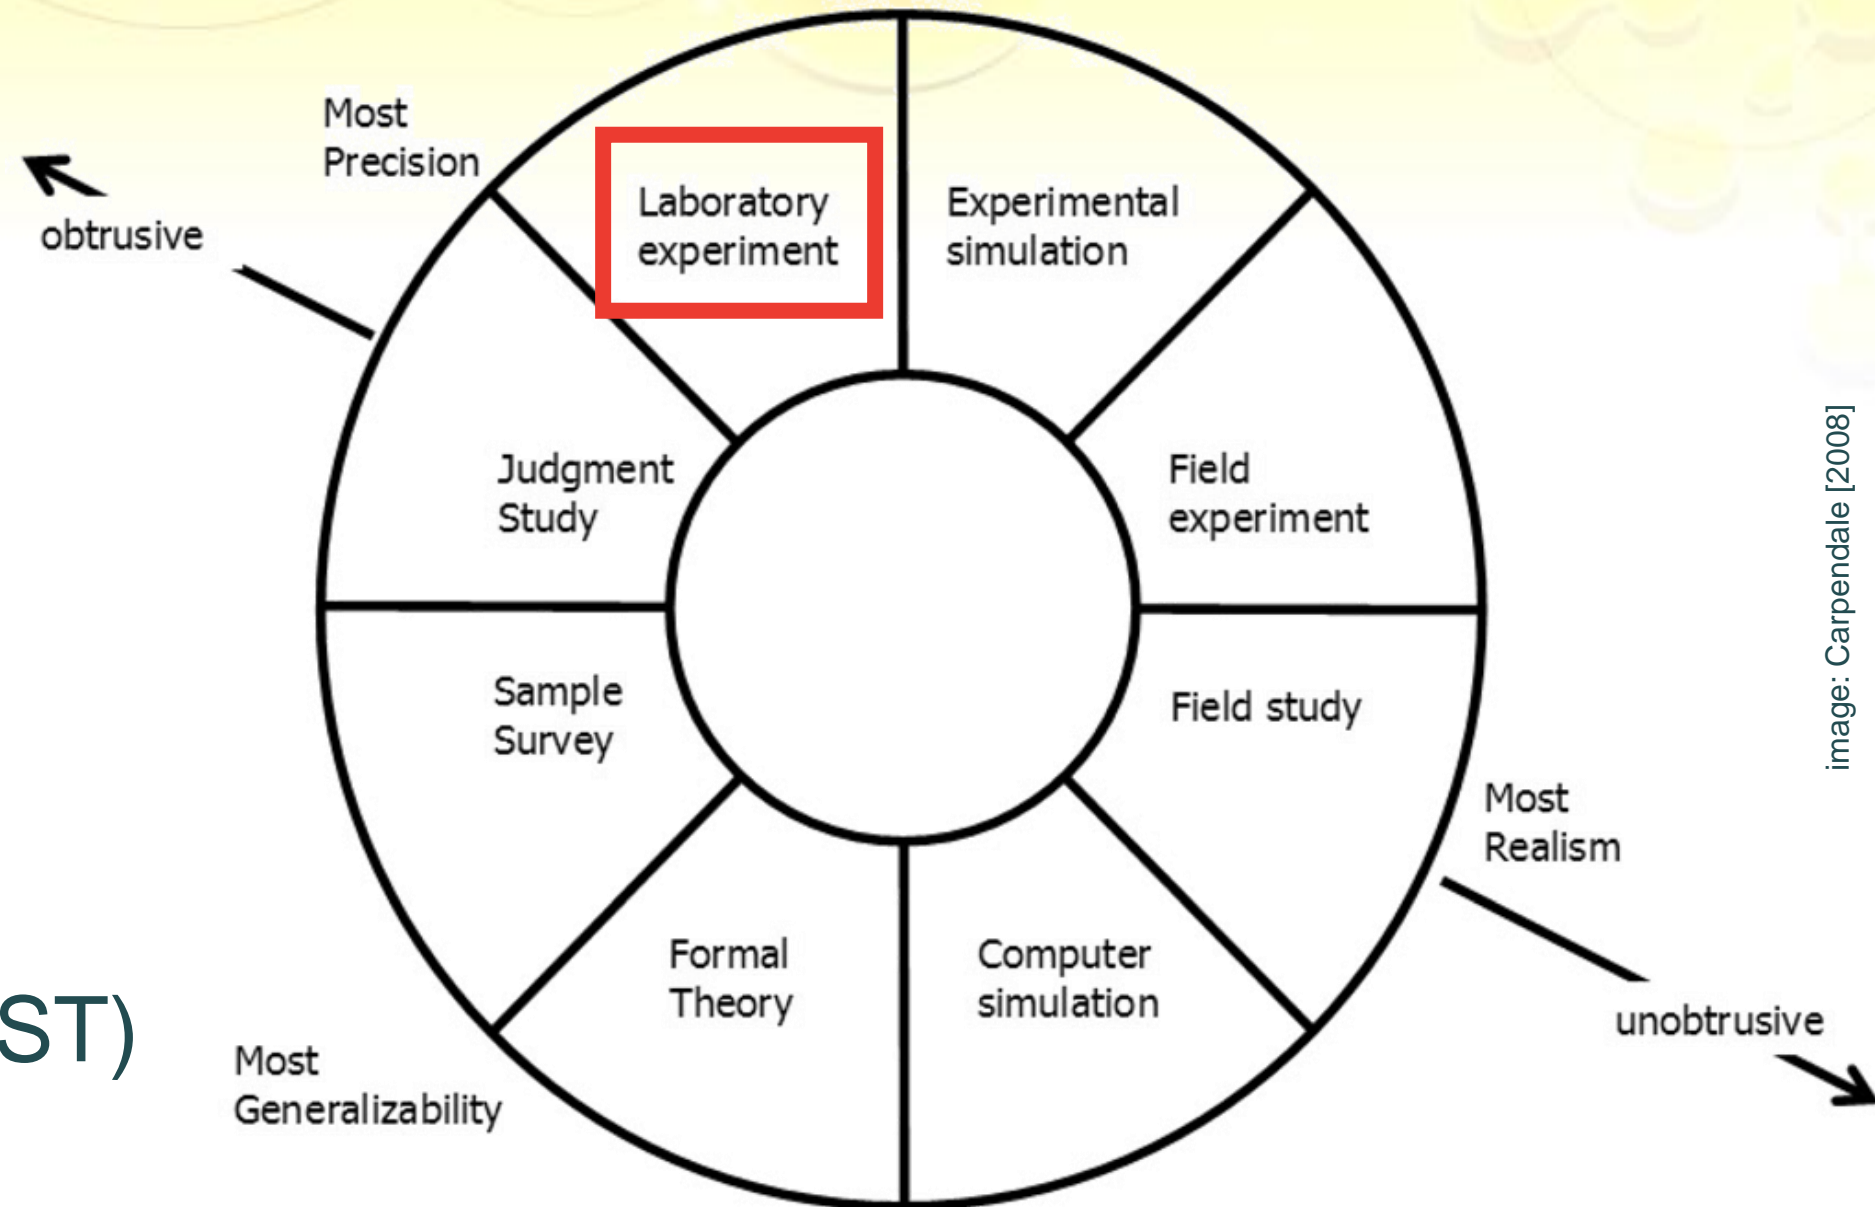 Most
Precision
obtrusive
Laboratory
experiment
Experimental
simulation
Judgment
Study
Field
experiment
Sample
Survey
Field study
Most
Realism
Formal
Theory
Computer
simulation
unobtrusive
Most
Generalizability
ST)
image: Carpendale [2008]